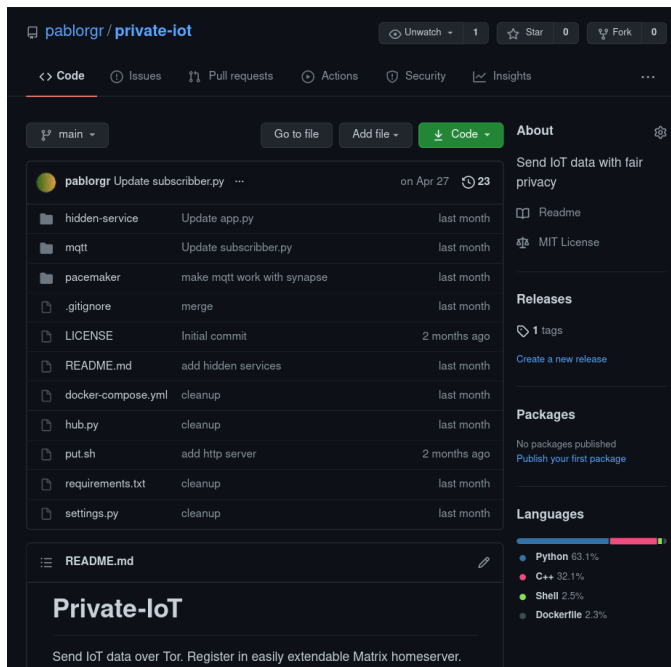 pablorgr / private-iot
Unwatch 1
Star 0
Fork 0
Code Issues Pull requests Actions Security Insights
main
Go to file
Add file
Code
pablorgr Update subscribber.py ··· on Apr 27 23
hidden-service Update app.py last month
mqtt Update subscribber.py last month
pacemaker make mqtt work with synapse last month
.gitignore merge last month
LICENSE Initial commit 2 months ago
README.md add hidden services last month
docker-compose.yml cleanup last month
hub.py cleanup last month
put.sh add http server 2 months ago
requirements.txt cleanup last month
settings.py cleanup last month
README.md
Private-IoT
Send IoT data over Tor. Register in easily extendable Matrix homeserver.
About
Send IoT data with fair
privacy
Readme
MIT License
Releases
1 tags
Create a new release
Packages
No packages published
Publish your first package
Languages
Python 63.1%
C++ 32.1%
Shell 2.5%
Dockerfile 2.3%